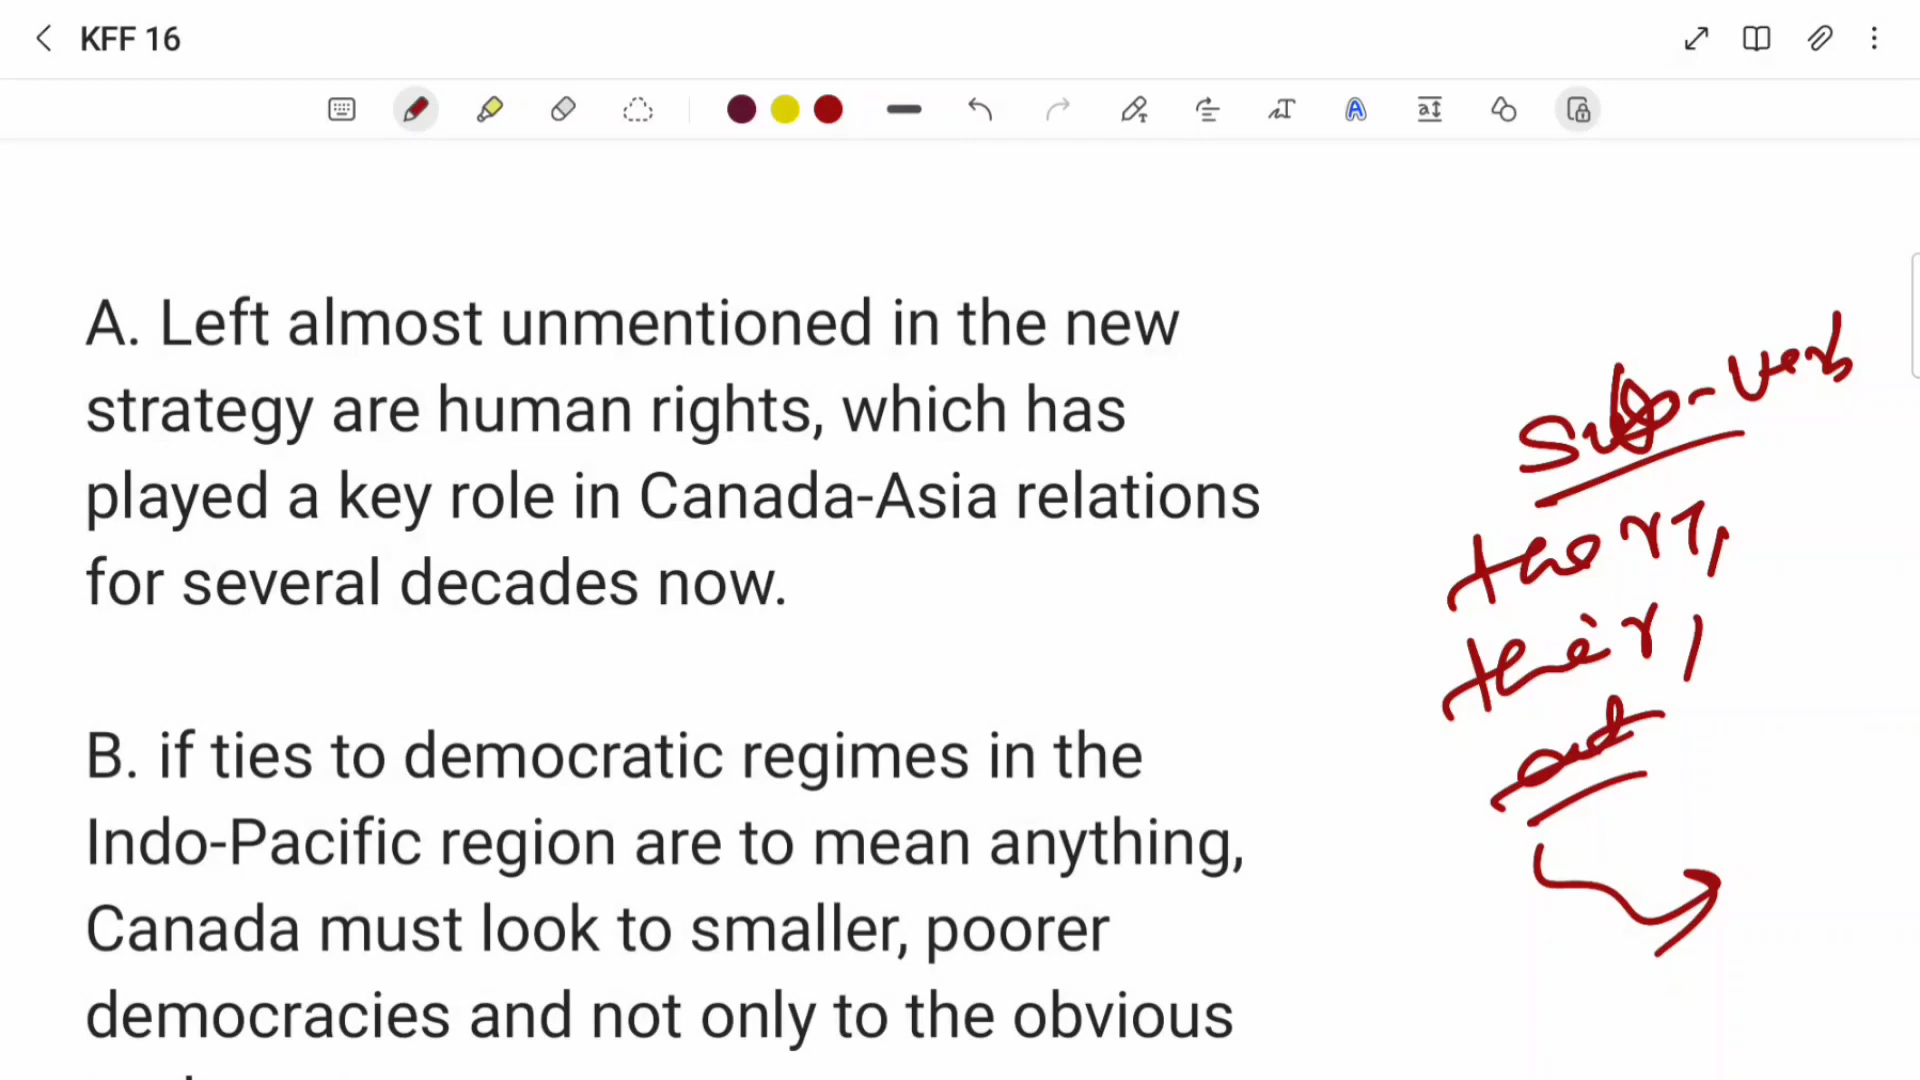 KFF 16
A. Left almost unmentioned in the new
strategy are human rights, which has
played a key role in Canada-Asia relations
for several decades now.
B. if ties to democratic regimes in the
Indo-Pacific region are to mean anything,
Canada must look to smaller, poorer
democracies and not only to the obvious
Sub-Verb
their,